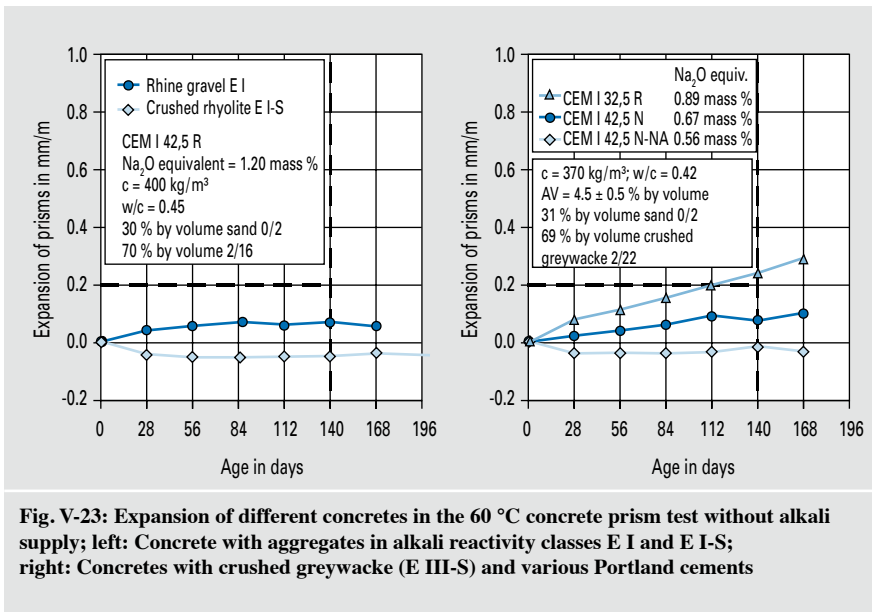 1.0
0.8
0.6
0.4
0.2
0.0
-0.2
Expansion of prisms in mm/m
Rhine gravel E I
Crushed rhyolite E I-S
CEM I 42,5 R
Na₂O equivalent = 1.20 mass %
c = 400 kg/m³
w/c = 0.45
30 % by volume sand 0/2
70 % by volume 2/16
0 28 56 84 112 140 168 196
Age in days
1.0
0.8
0.6
0.4
0.2
0.0
-0.2
Expansion of prisms in mm/m
Na₂O equiv.
CEM I 32,5 R 0.89 mass %
CEM I 42,5 N 0.67 mass %
CEM I 42,5 N-NA 0.56 mass %
c = 370 kg/m³; w/c = 0.42
AV = 4.5 ± 0.5 % by volume
31 % by volume sand 0/2
69 % by volume crushed
greywacke 2/22
0 28 56 84 112 140 168 196
Age in days
Fig. V-23: Expansion of different concretes in the 60 °C concrete prism test without alkali
supply; left: Concrete with aggregates in alkali reactivity classes E I and E I-S;
right: Concretes with crushed greywacke (E III-S) and various Portland cements